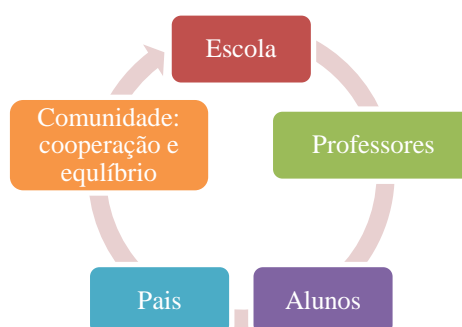 Escola
Professores
Alunos
Pais
Comunidade:
cooperação e
equlíbrio